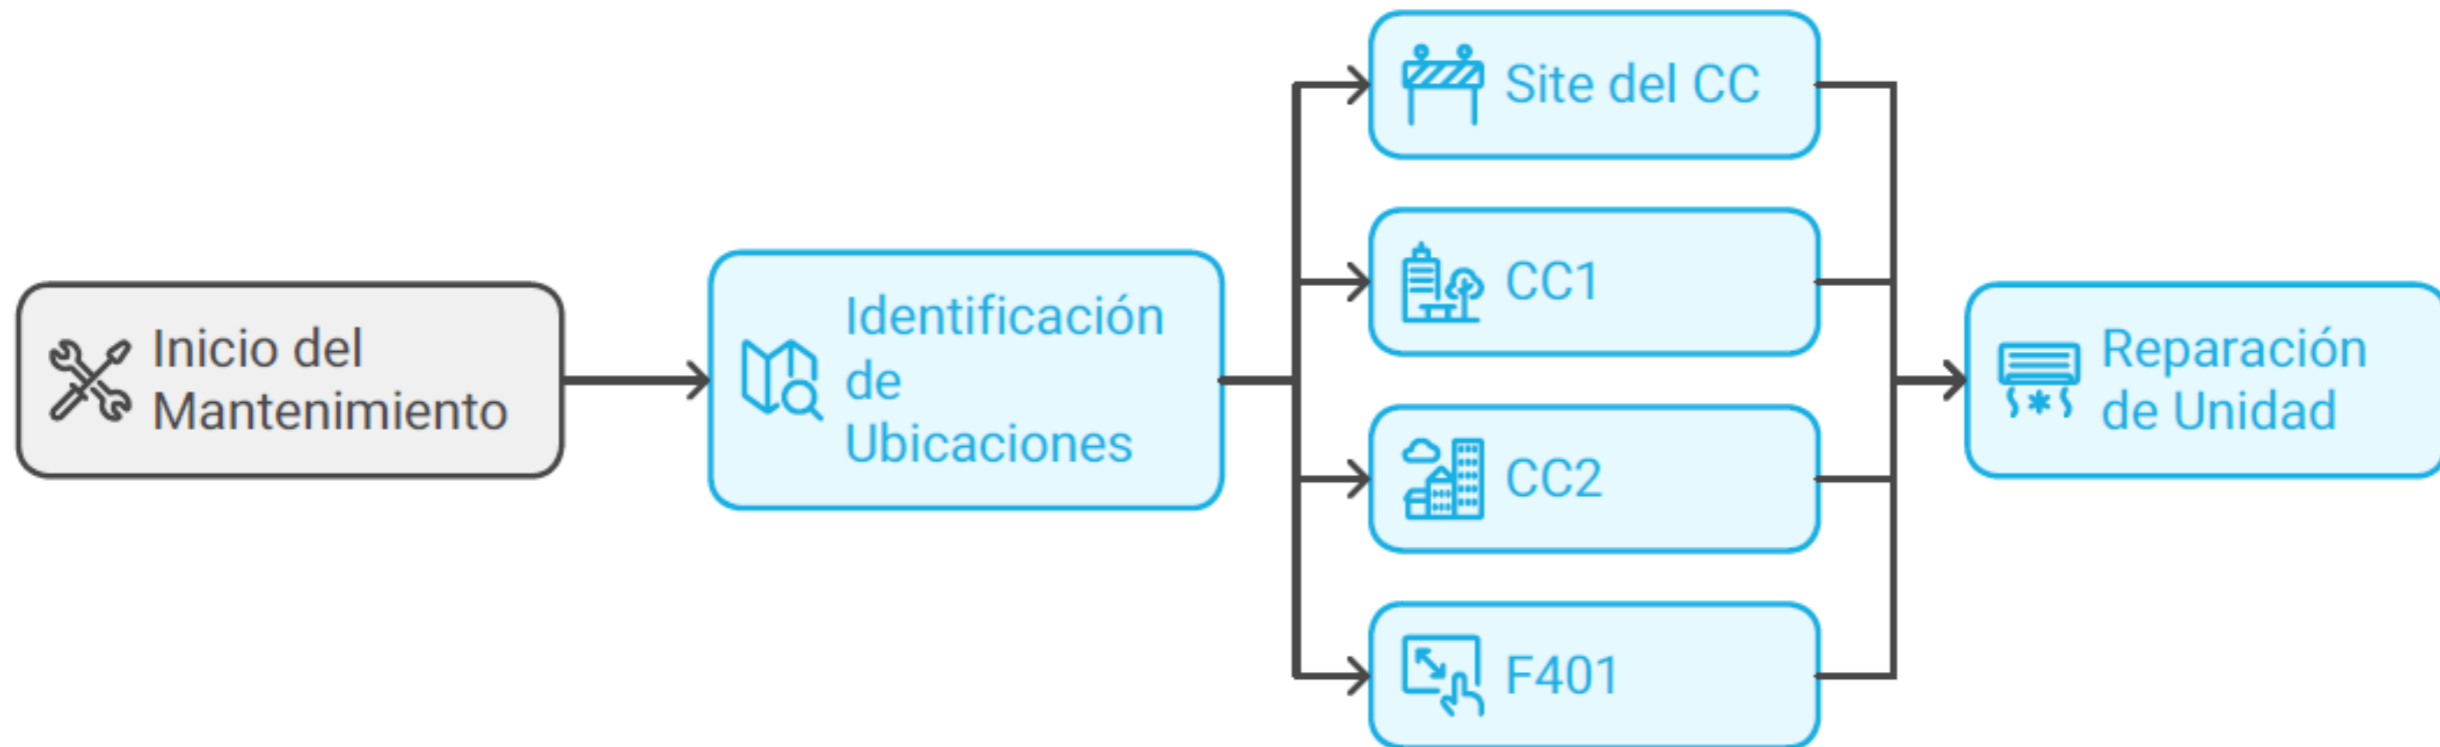 Inicio del
Mantenimiento
Identificación
de
Ubicaciones
Site del CC
CC1
CC2
F401
Reparación
de Unidad